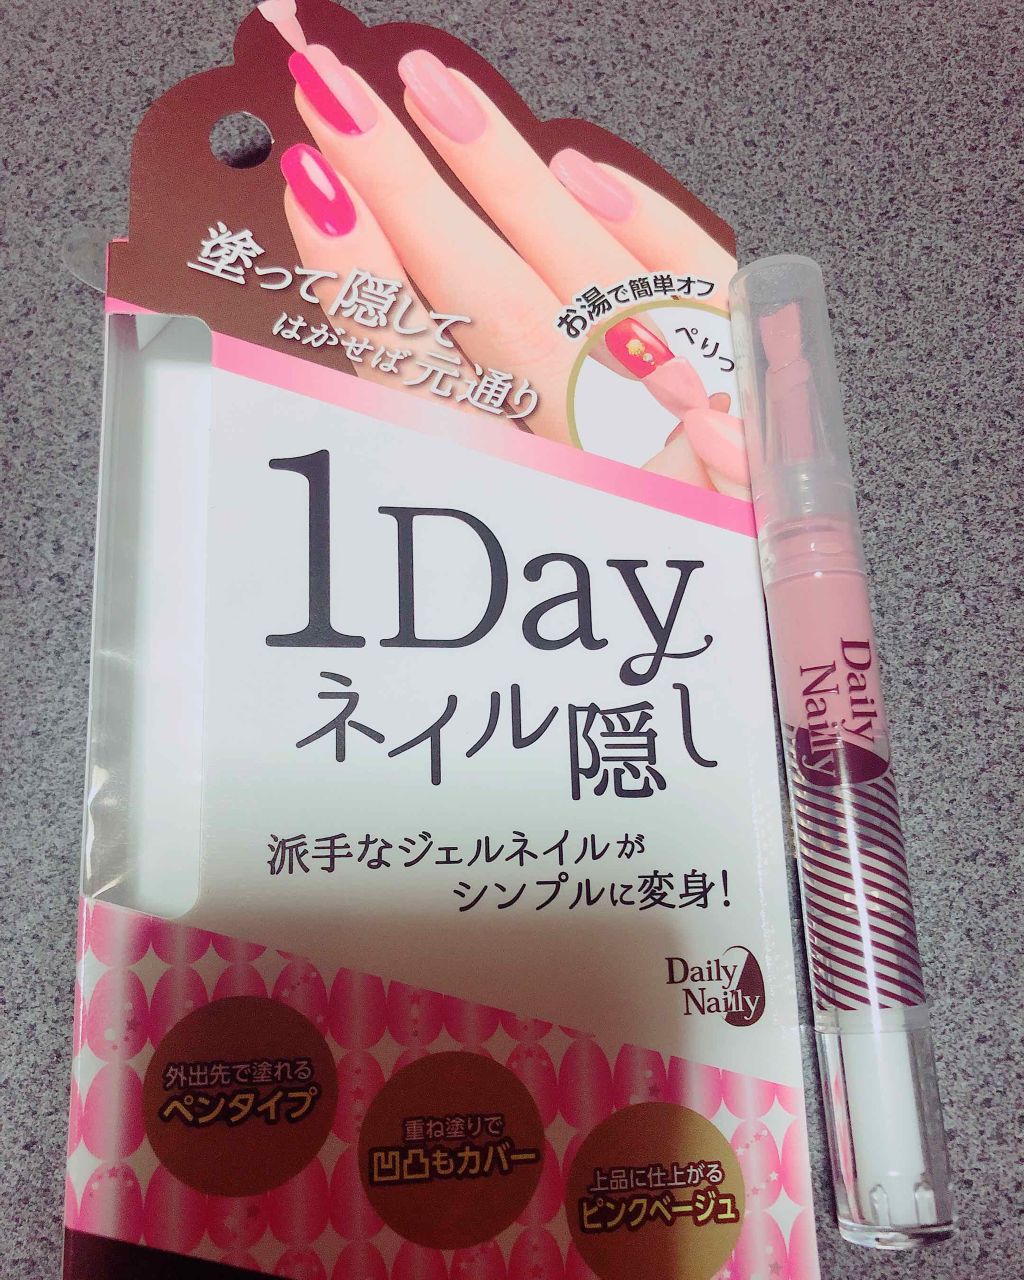 塗って隠して
はがせば元通り
お湯で簡単オフ
ぺりっ
1Day
ネイル隠し
派手なジェルネイルが
シンプルに変身!
Daily
Nailly
外出先で塗れる
ペンタイプ
重ね塗りで
凹凸もカバー
上品に仕上がる
ピンクベージュ
Daily
Nailly